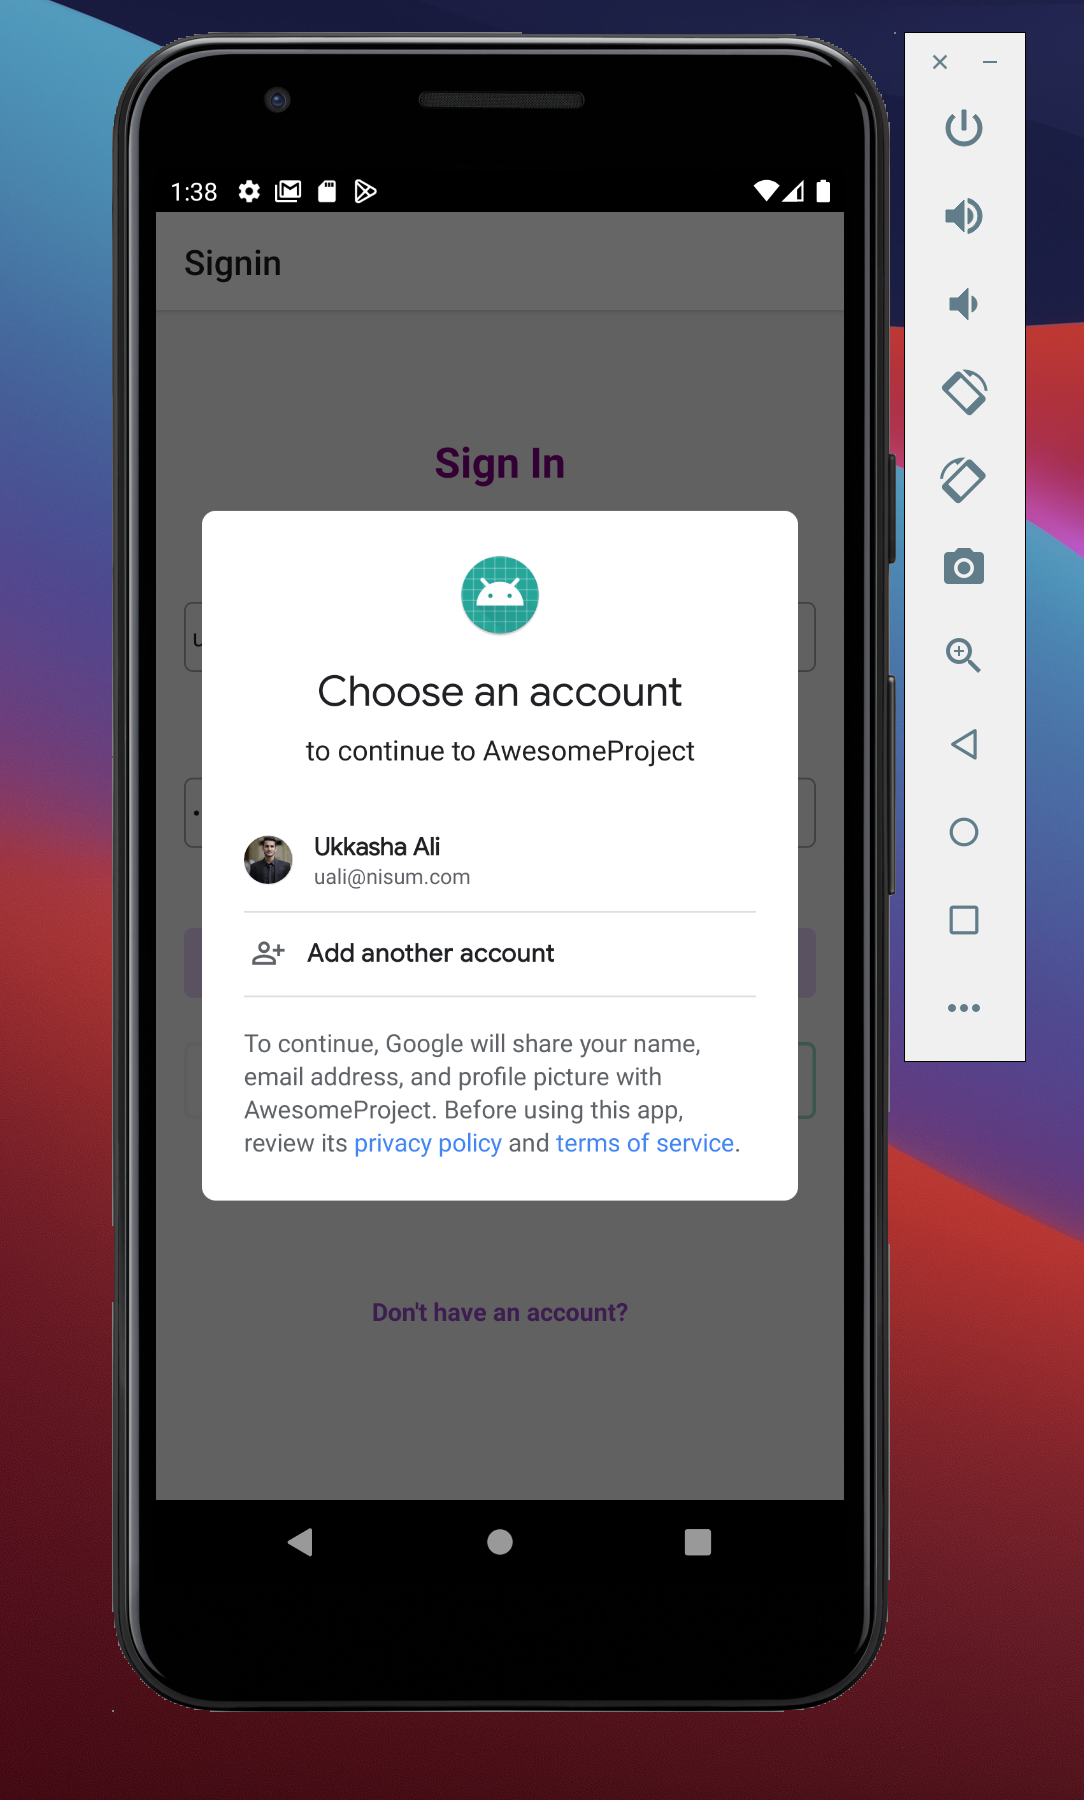 1:38
Signin
Sign In
u
Choose an account
to continue to AwesomeProject
Ukkasha Ali
uali@nisum.com
Add another account
To continue, Google will share your name,
email address, and profile picture with
AwesomeProject. Before using this app,
review its privacy policy and terms of service.
Don't have an account?